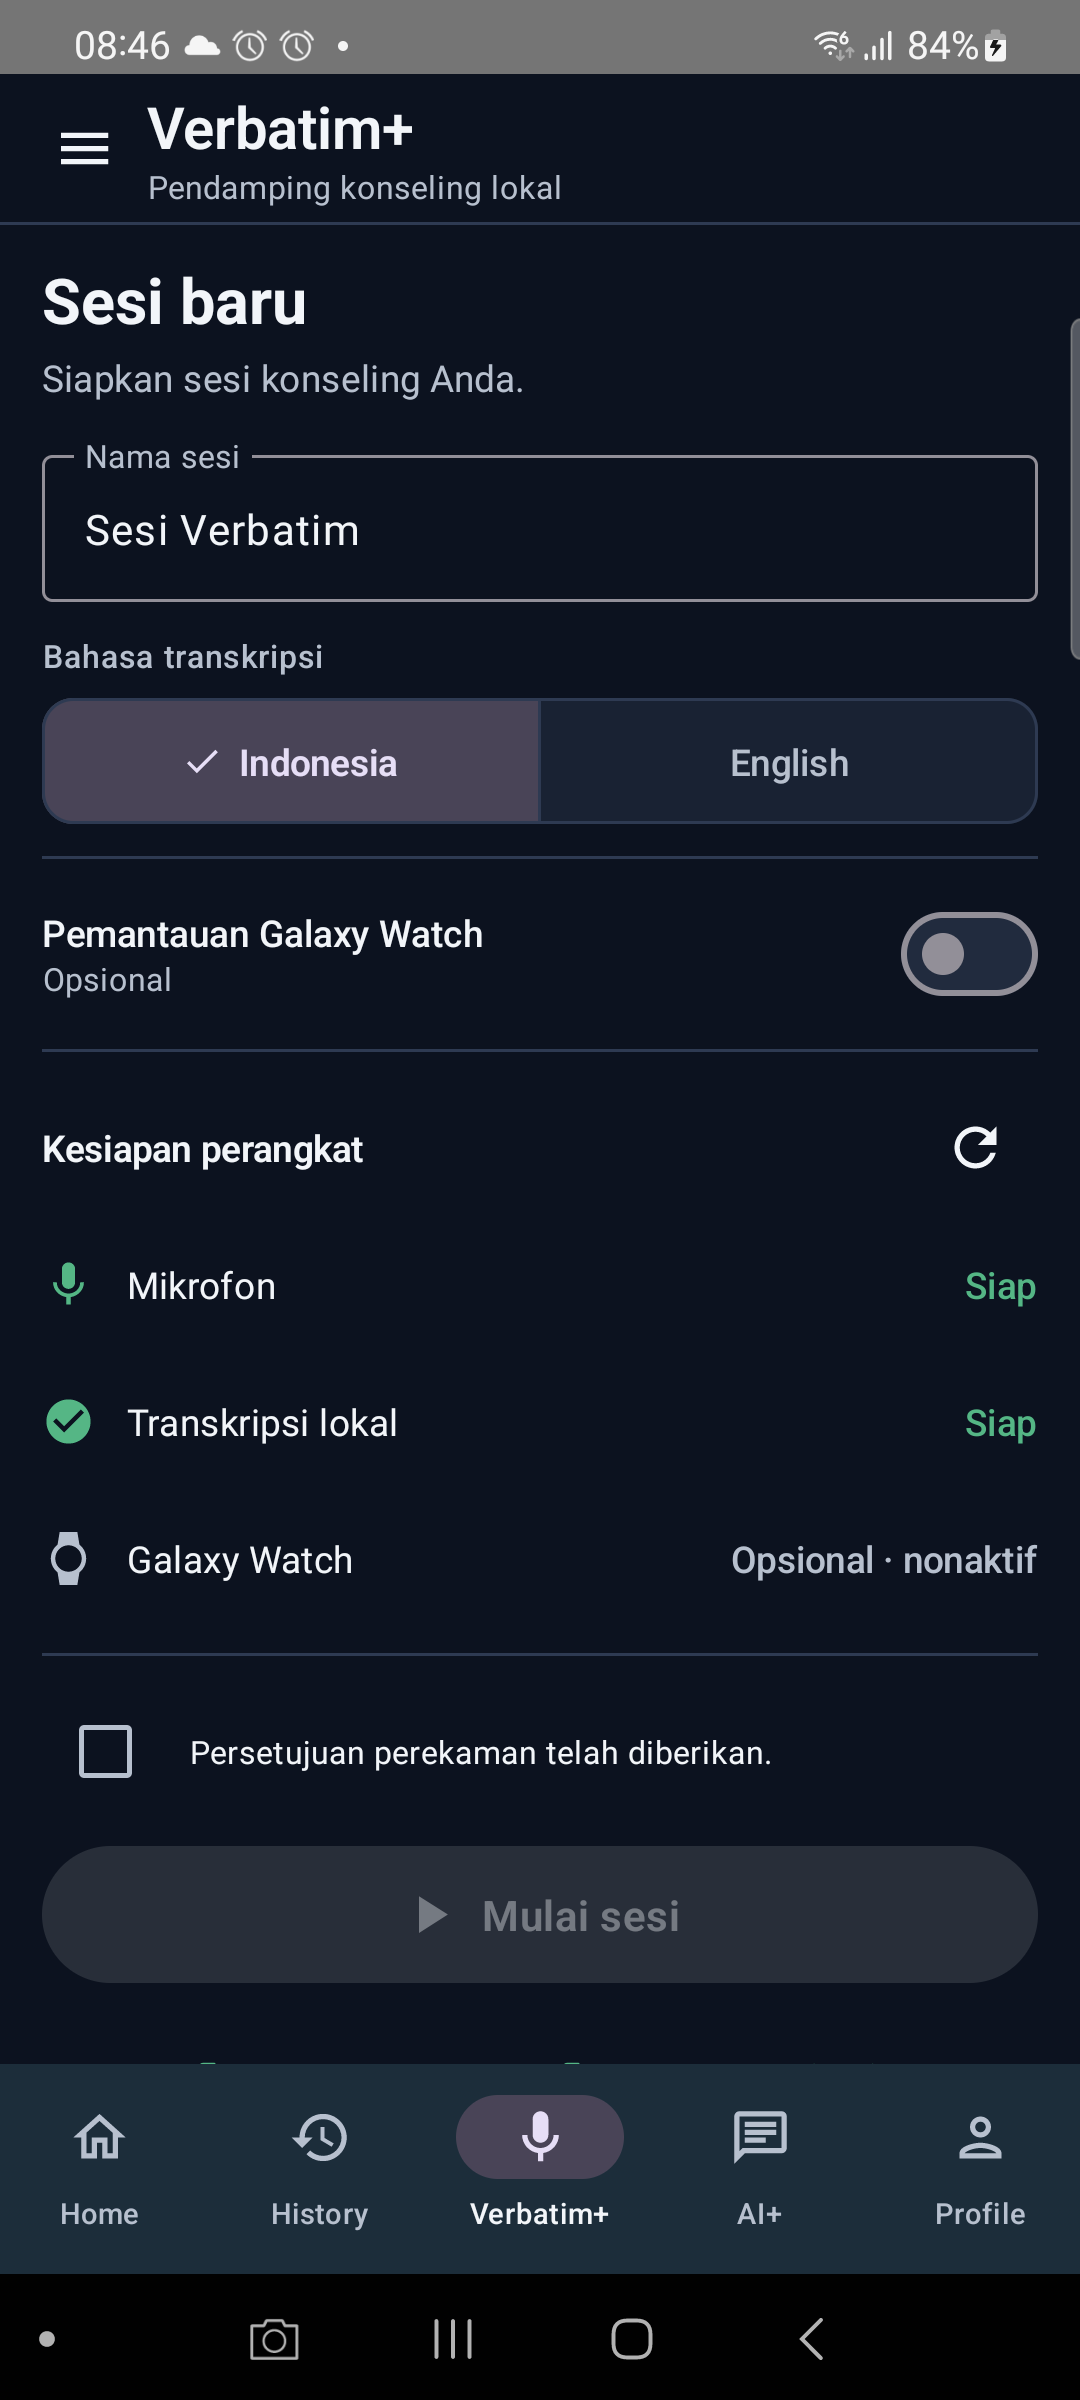 08:46
84%
Verbatim+
Pendamping konseling lokal
Sesi baru
Siapkan sesi konseling Anda.
Nama sesi
Sesi Verbatim
Bahasa transkripsi
Indonesia
English
Pemantauan Galaxy Watch
Opsional
Kesiapan perangkat
Mikrofon
Siap
Transkripsi lokal
Siap
Galaxy Watch
Opsional · nonaktif
Persetujuan perekaman telah diberikan.
Mulai sesi
Home
History
Verbatim+
AI+
Profile